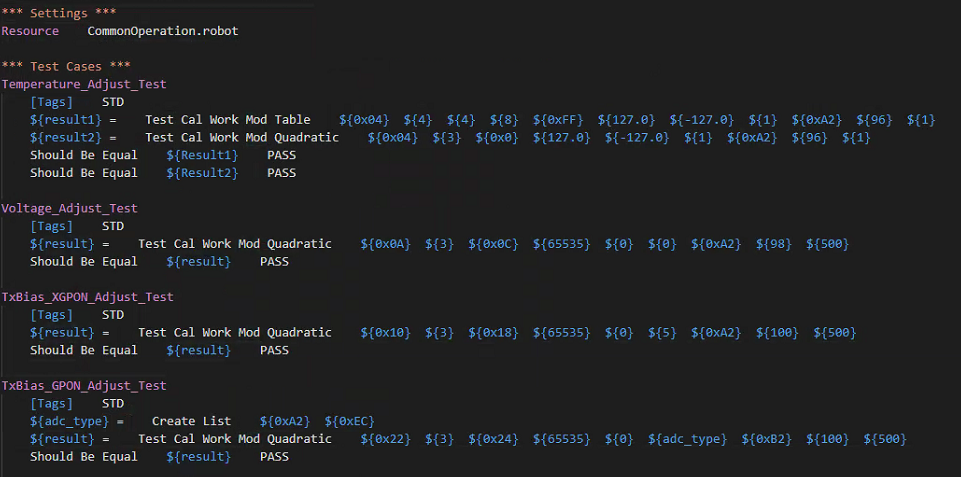 *** Settings ***
Resource    CommonOperation.robot
*** Test Cases ***
Temperature_Adjust_Test
[Tags]    STD
${result1} =    Test Cal Work Mod Table    ${0x04}  ${4}  ${4}  ${8}  ${0xFF}  ${127.0}  ${-127.0}  ${1}  ${0xA2}  ${96}  ${1}
${result2} =    Test Cal Work Mod Quadratic    ${0x04}  ${3}  ${0x0}  ${127.0}  ${-127.0}  ${1}  ${0xA2}  ${96}  ${1}
Should Be Equal    ${Result1}    PASS
Should Be Equal    ${Result2}    PASS
Voltage_Adjust_Test
[Tags]    STD
${result} =    Test Cal Work Mod Quadratic    ${0x0A}  ${3}  ${0x0C}  ${65535}  ${0}  ${0}  ${0xA2}  ${98}  ${500}
Should Be Equal    ${result}    PASS
TxBias_XGPON_Adjust_Test
[Tags]    STD
${result} =    Test Cal Work Mod Quadratic    ${0x10}  ${3}  ${0x18}  ${65535}  ${0}  ${5}  ${0xA2}  ${100}  ${500}
Should Be Equal    ${result}    PASS
TxBias_GPON_Adjust_Test
[Tags]    STD
${adc_type} =    Create List    ${0xA2}  ${0xEC}
${result} =    Test Cal Work Mod Quadratic    ${0x22}  ${3}  ${0x24}  ${65535}  ${0}  ${adc_type}  ${0xB2}  ${100}  ${500}
Should Be Equal    ${result}    PASS